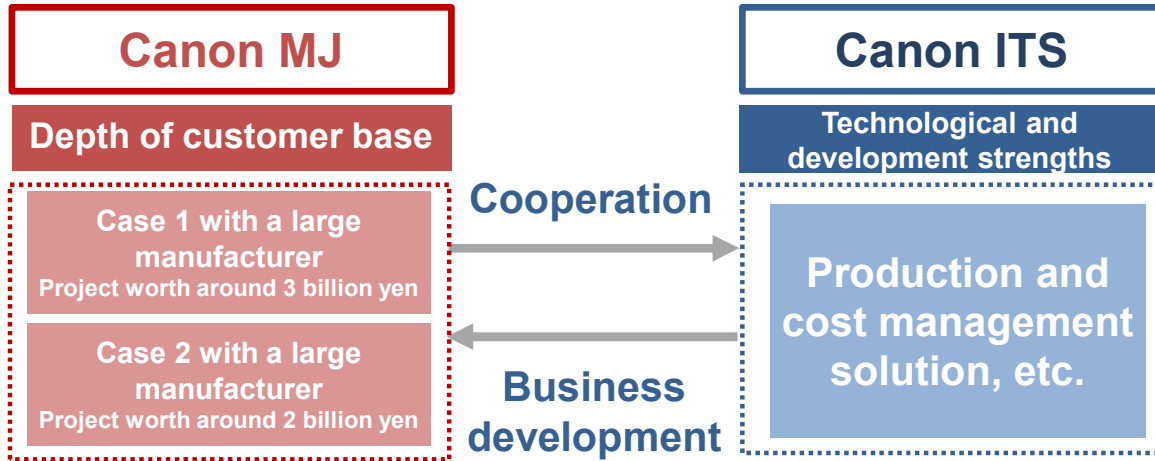 Canon MJ
Depth of customer base
Case 1 with a large
manufacturer
Project worth around 3 billion yen
Case 2 with a large
manufacturer
Project worth around 2 billion yen
Cooperation
Business
development
Canon ITS
Technological and
development strengths
Production and
cost management
solution, etc.